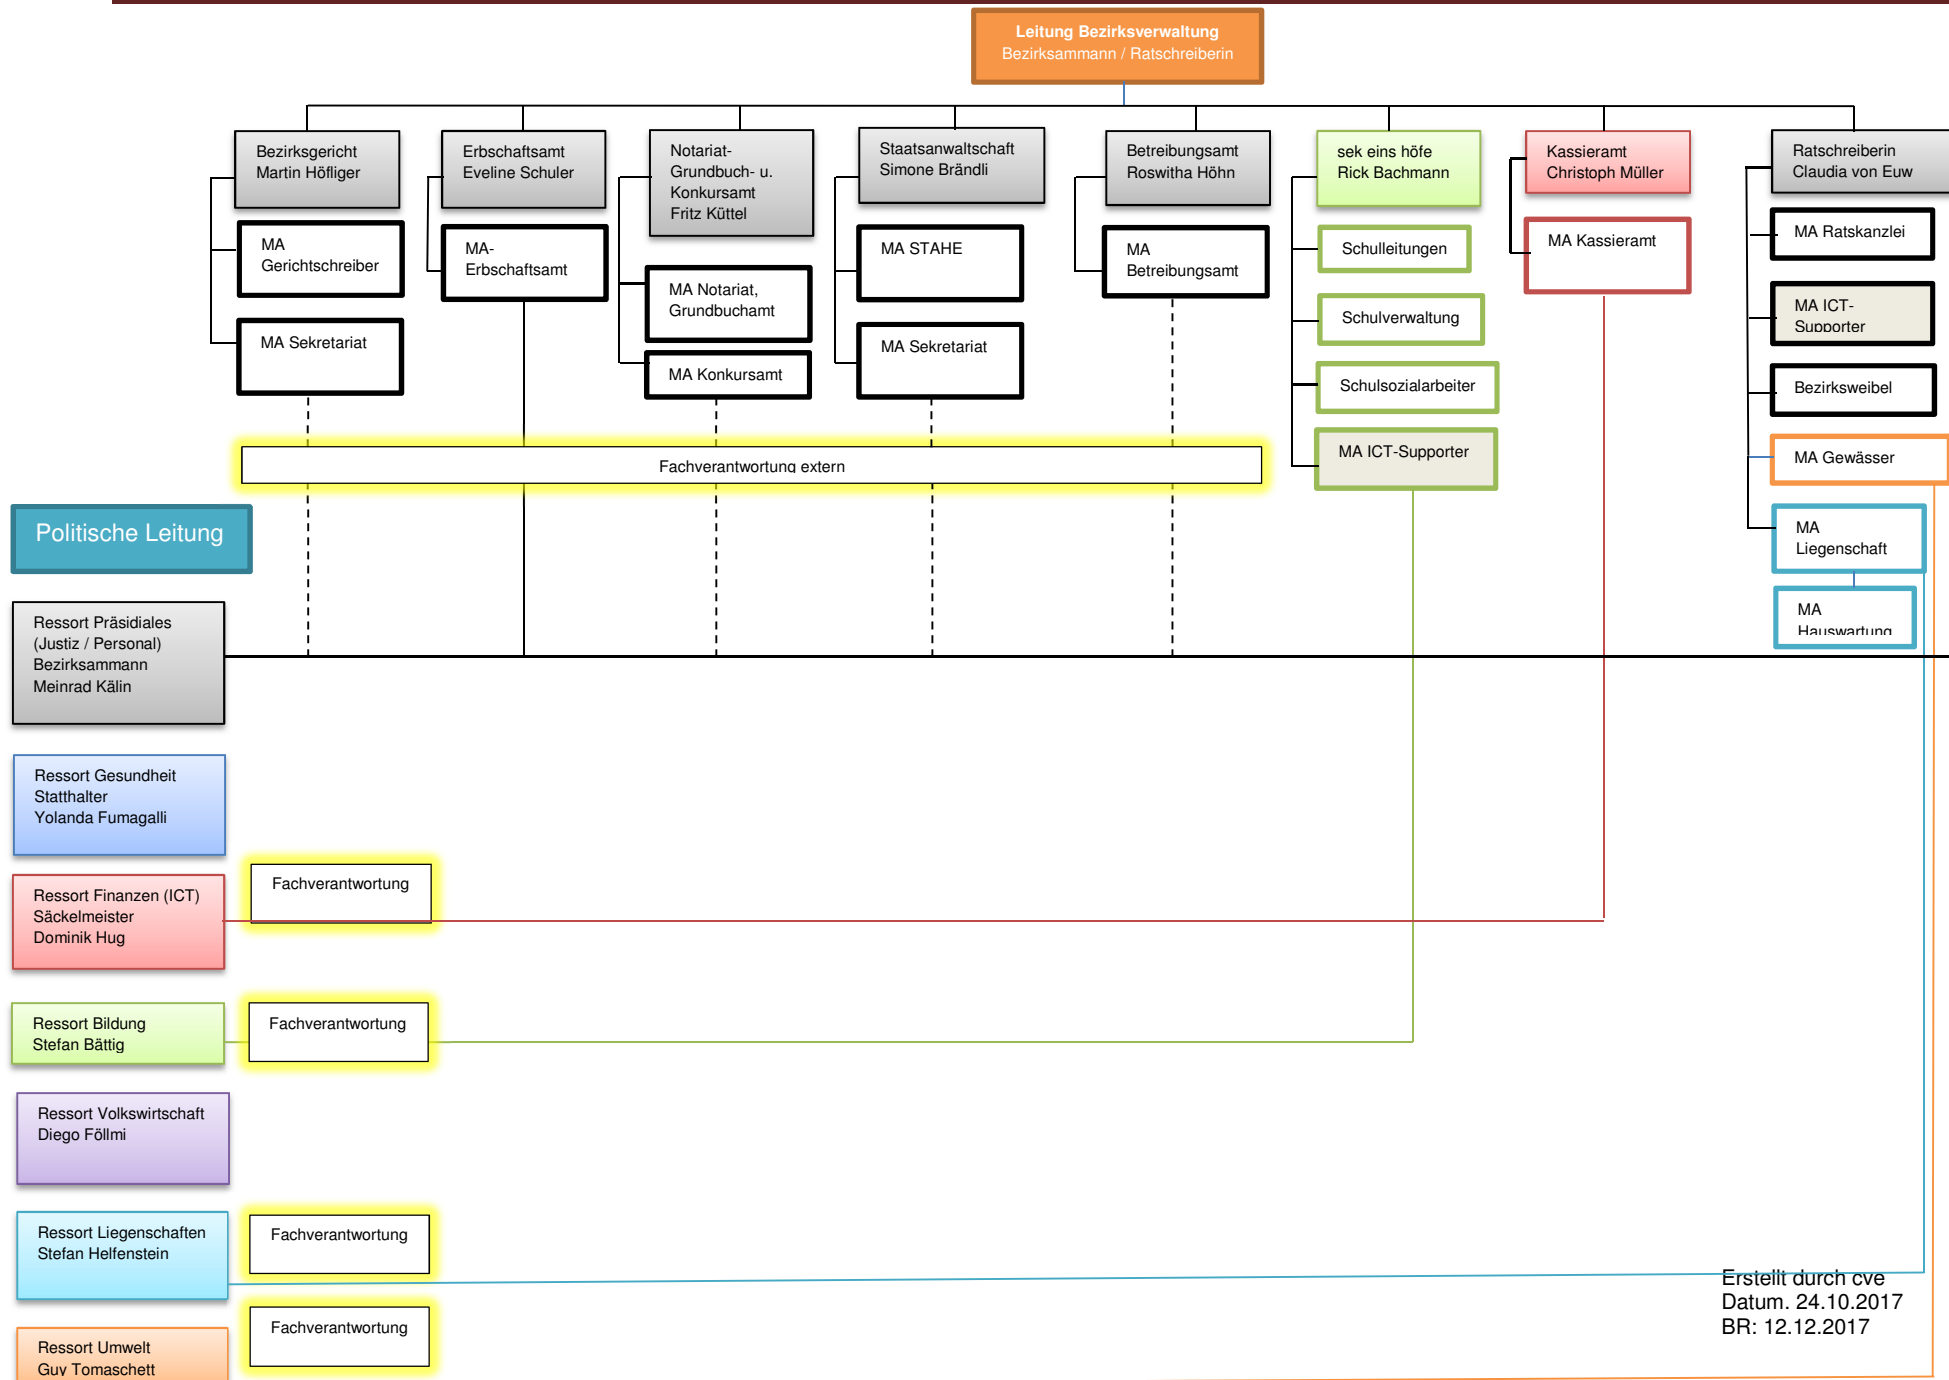 Leitung Bezirksverwaltung
Bezirksammann / Ratschreiberin
Bezirksgericht
Martin Höfliger
Erbschaftsamt
Eveline Schuler
Notariat-
Grundbuch- u.
Konkursamt
Fritz Küttel
Staatsanwaltschaft
Simone Brändli
Betreibungsamt
Roswitha Höhn
sek eins höfe
Rick Bachmann
Kassieramt
Christoph Müller
Ratschreiberin
Claudia von Euw
MA
Gerichtschreiber
MA Sekretariat
MA-
Erbschaftsamt
MA Notariat,
Grundbuchamt
MA Konkursamt
MA STAHE
MA Sekretariat
MA
Betreibungsamt
Schulleitungen
Schulverwaltung
Schulsozialarbeiter
MA ICT-Supporter
MA Kassieramt
MA Ratskanzlei
MA ICT-
Supporter
Bezirksweibel
MA Gewässer
MA
Liegenschaft
MA
Hauswartung
Fachverantwortung extern
Politische Leitung
Ressort Präsidiales
(Justiz / Personal)
Bezirksammann
Meinrad Kälin
Ressort Gesundheit
Statthalter
Yolanda Fumagalli
Ressort Finanzen (ICT)
Säckelmeister
Dominik Hug
Fachverantwortung
Ressort Bildung
Stefan Bättig
Fachverantwortung
Ressort Volkswirtschaft
Diego Föllmi
Ressort Liegenschaften
Stefan Helfenstein
Fachverantwortung
Ressort Umwelt
Guy Tomaschett
Fachverantwortung
Erstellt durch cve
Datum. 24.10.2017
BR: 12.12.2017